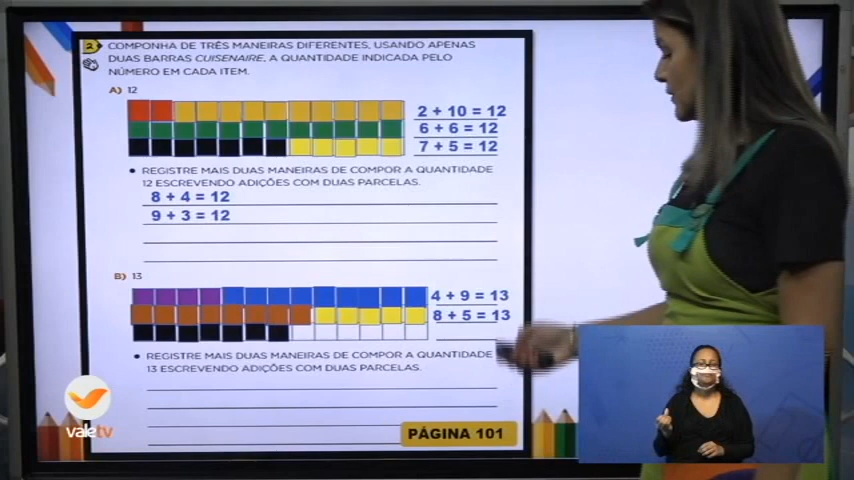 2 COMPONHA DE TRÊS MANEIRAS DIFERENTES, USANDO APENAS
DUAS BARRAS CUISENAIRE, A QUANTIDADE INDICADA PELO
NÚMERO EM CADA ITEM.
A) 12
2 + 10 = 12
6 + 6 = 12
7 + 5 = 12
• REGISTRE MAIS DUAS MANEIRAS DE COMPOR A QUANTIDADE
12 ESCREVENDO ADIÇÕES COM DUAS PARCELAS.
8 + 4 = 12
9 + 3 = 12
B) 13
4 + 9 = 13
8 + 5 = 13
• REGISTRE MAIS DUAS MANEIRAS DE COMPOR A QUANTIDADE
13 ESCREVENDO ADIÇÕES COM DUAS PARCELAS.
PÁGINA 101
valetv